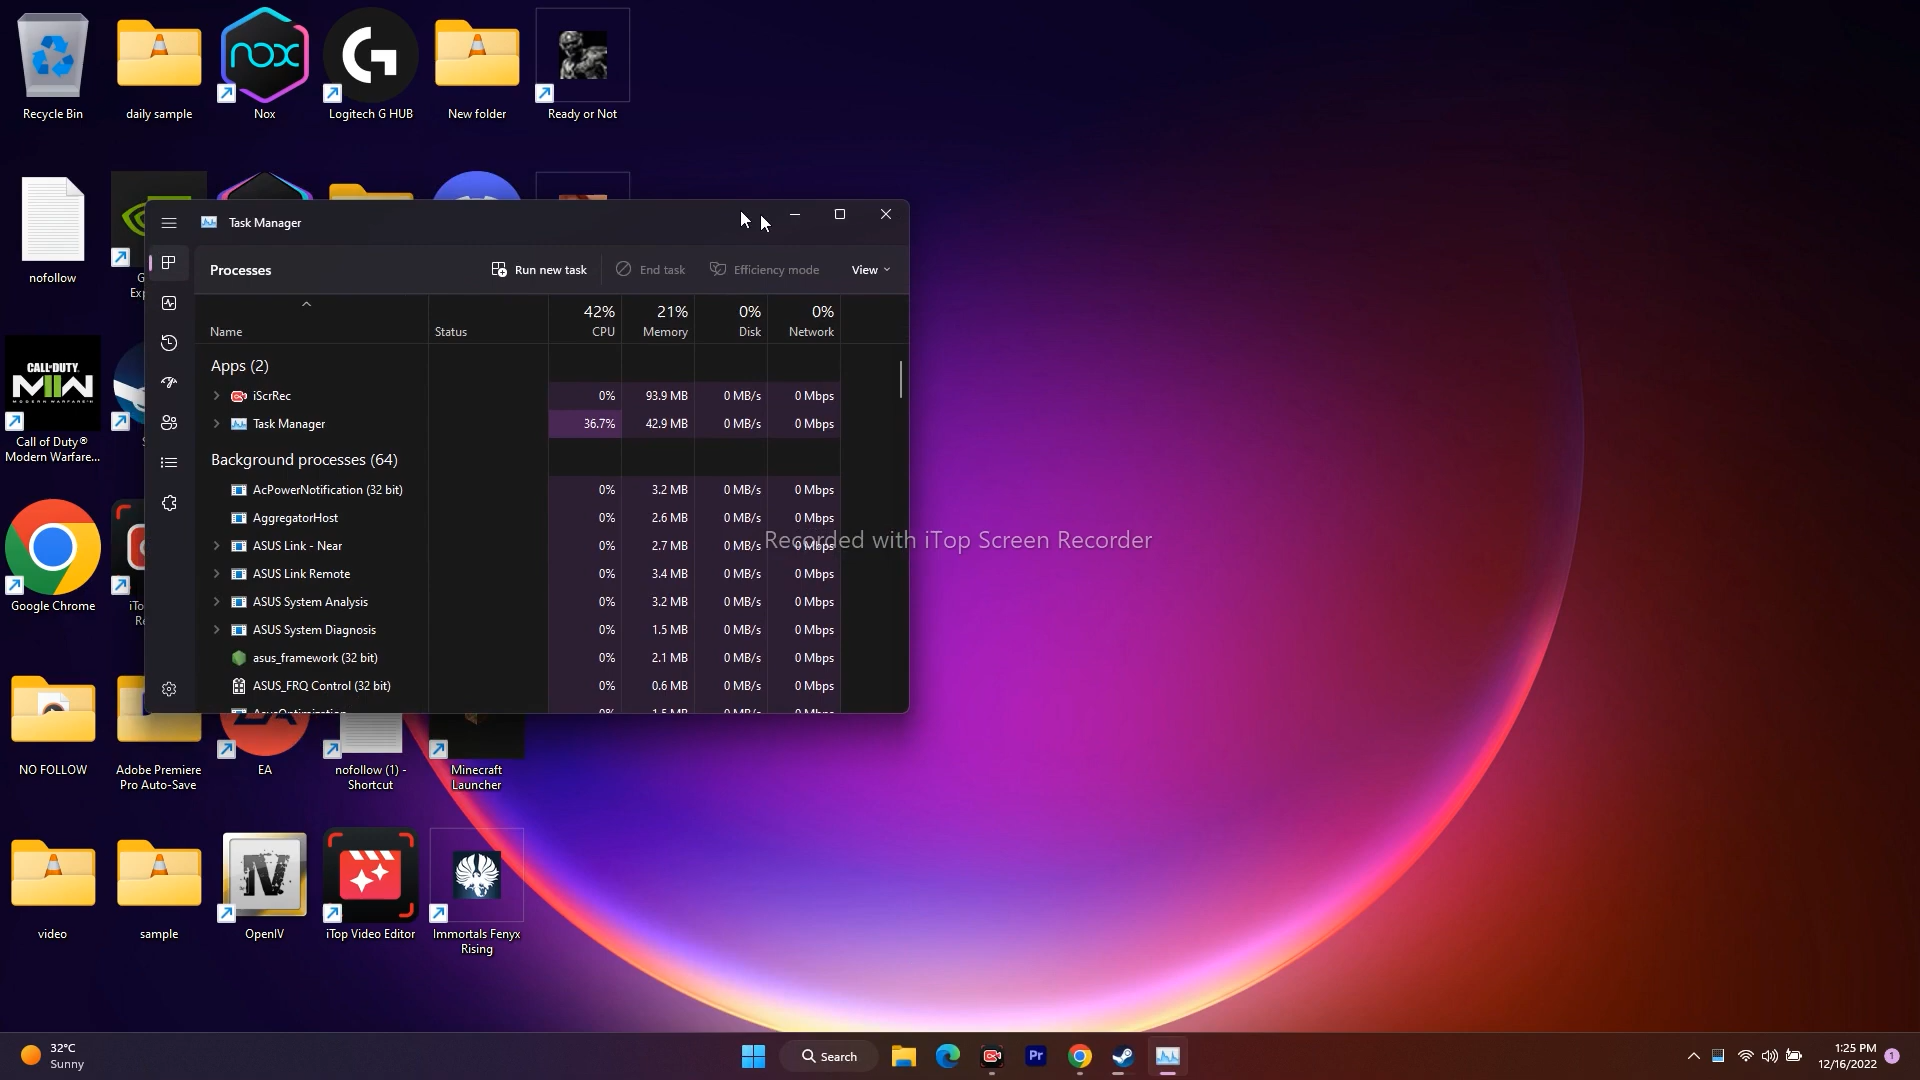 Recycle Bin
daily sample
nox
Nox
Logitech G HUB
New folder
Ready or Not
nofollow
CALL OF DUTY
MW
MODERN WARFARE
Call of Duty®
Modern Warfare...
Google Chrome
Task Manager
Processes
Run new task
End task
Efficiency mode
View
Name
Status
42%
CPU
21%
Memory
0%
Disk
0%
Network
Apps (2)
iScrRec 0% 93.9 MB 0 MB/s 0 Mbps
Task Manager 36.7% 42.9 MB 0 MB/s 0 Mbps
Background processes (64)
AcPowerNotification (32 bit) 0% 3.2 MB 0 MB/s 0 Mbps
AggregatorHost 0% 2.6 MB 0 MB/s 0 Mbps
ASUS Link - Near 0% 2.7 MB 0 MB/s 0 Mbps
ASUS Link Remote 0% 3.4 MB 0 MB/s 0 Mbps
ASUS System Analysis 0% 3.2 MB 0 MB/s 0 Mbps
ASUS System Diagnosis 0% 1.5 MB 0 MB/s 0 Mbps
asus_framework (32 bit) 0% 2.1 MB 0 MB/s 0 Mbps
ASUS_FRQ Control (32 bit) 0% 0.6 MB 0 MB/s 0 Mbps
Recorded with iTop Screen Recorder
NO FOLLOW
Adobe Premiere
Pro Auto-Save
EA
nofollow (1) -
Shortcut
Minecraft
Launcher
video
sample
IV
OpenIV
iTop Video Editor
Immortals Fenyx
Rising
32°C
Sunny
Search
Pr
1:25 PM
12/16/2022
1